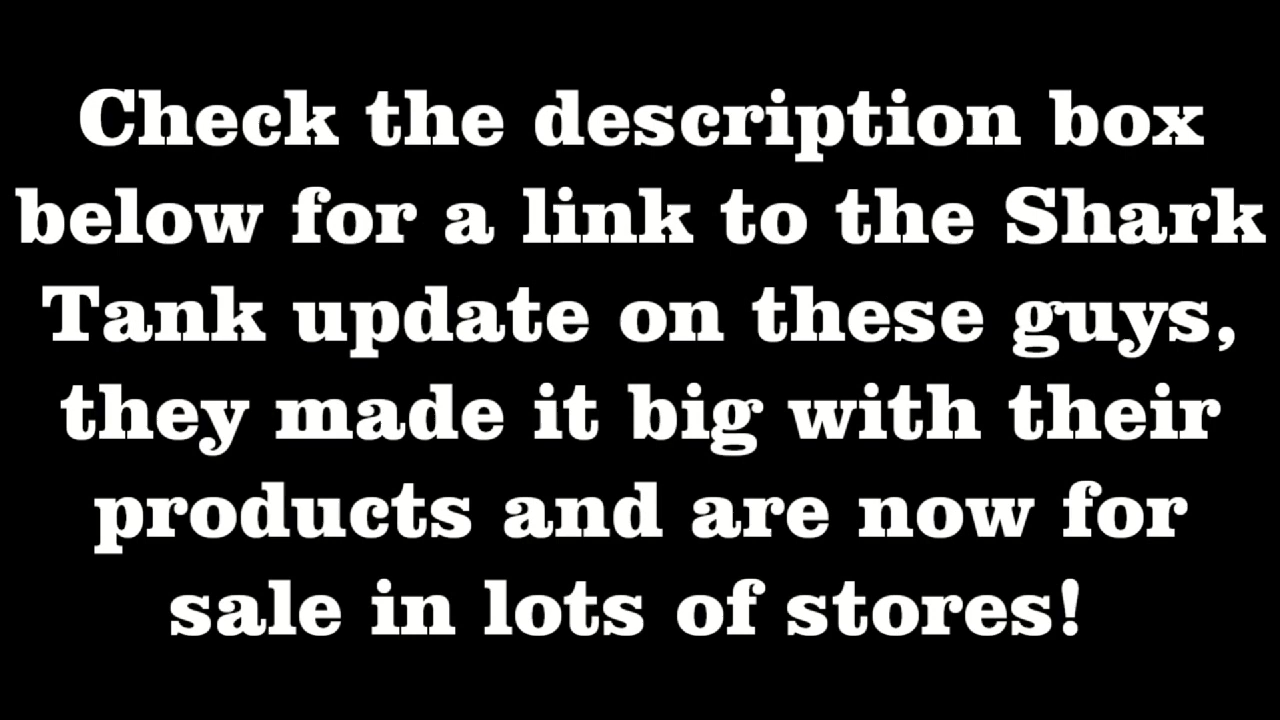 Check the description box
below for a link to the Shark
Tank update on these guys,
they made it big with their
products and are now for
sale in lots of stores!